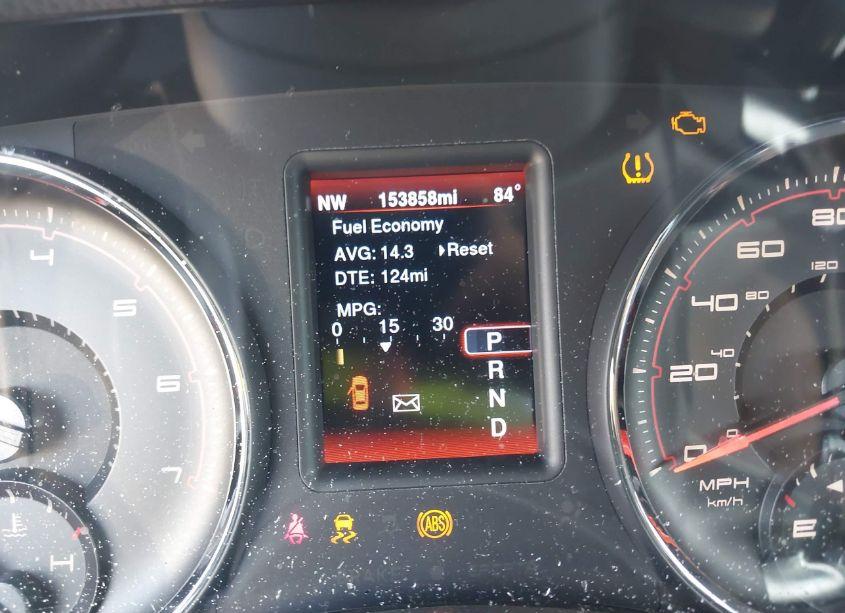 NW 153858mi 84°
Fuel Economy
AVG: 14.3 Reset
DTE: 124mi
MPG:
0 15 30
P
R
N
D
4
5
6
7
H
ABS
80
60
120
40 80
40
20
0 0
MPH
km/h
E